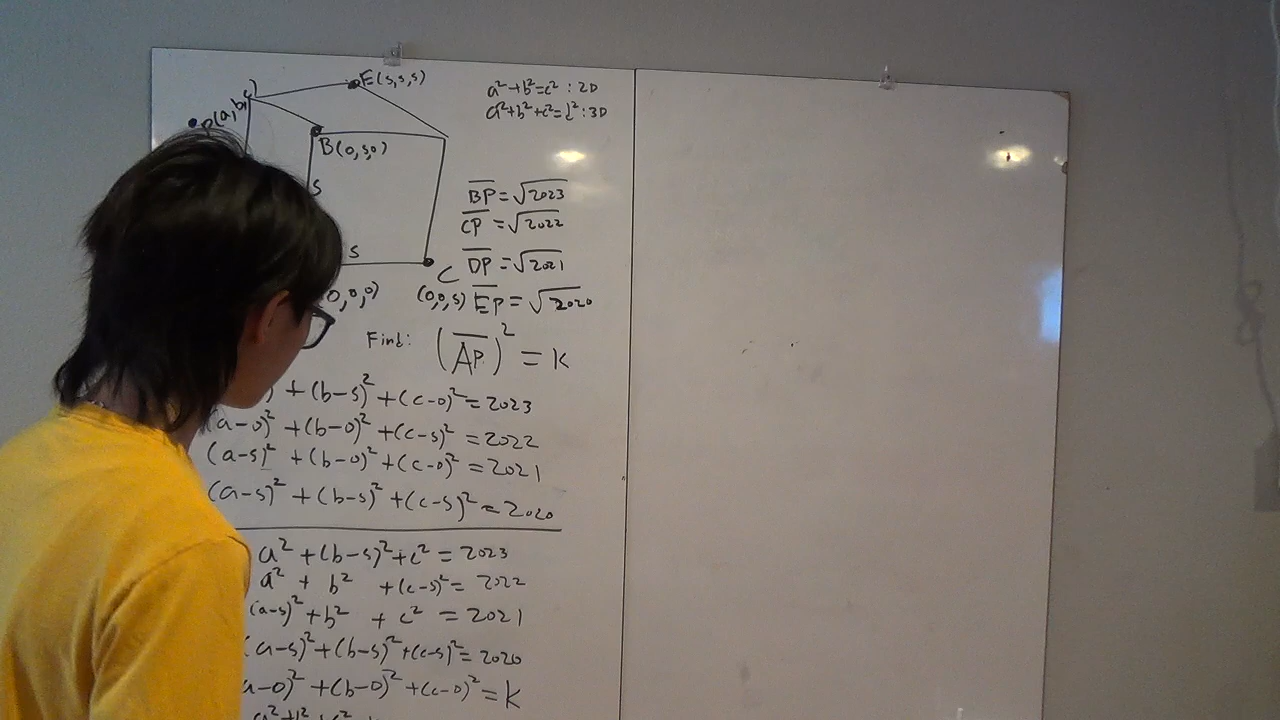 E(s,s,s)
P(a,b,c)
B(0,s,0)
s
s
C
0,0,0)
(0,0,s)
a²+b²=c² : 2D
a²+b²+c²=l² : 3D
BP = √2023
CP = √2022
DP = √2021
EP = √2020
Find: (AP)² = K
) + (b-s)² + (c-0)² = 2023
(a-0)² + (b-0)² + (c-s)² = 2022
(a-s)² + (b-0)² + (c-0)² = 2021
(a-s)² + (b-s)² + (c-s)² = 2020
a² + (b-s)² + c² = 2023
a² + b² + (c-s)² = 2022
(a-s)² + b² + c² = 2021
(a-s)² + (b-s)² + (c-s)² = 2020
a-0)² + (b-0)² + (c-0)² = K